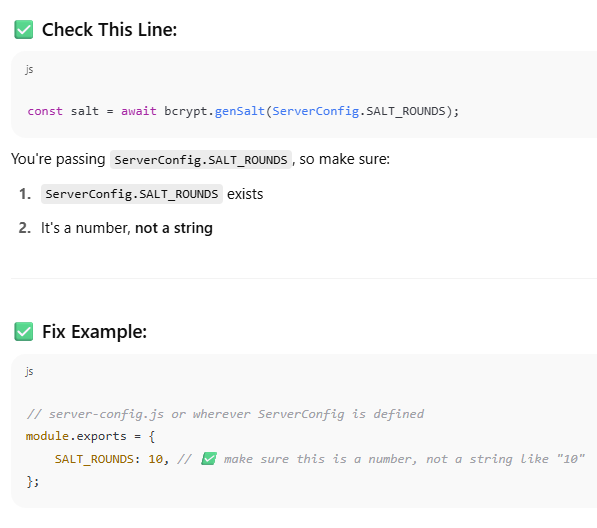 ✅ Check This Line:
js
const salt = await bcrypt.genSalt(ServerConfig.SALT_ROUNDS);
You're passing ServerConfig.SALT_ROUNDS, so make sure:
1. ServerConfig.SALT_ROUNDS exists
2. It's a number, not a string
✅ Fix Example:
js
// server-config.js or wherever ServerConfig is defined
module.exports = {
    SALT_ROUNDS: 10, // ✅ make sure this is a number, not a string like "10"
};